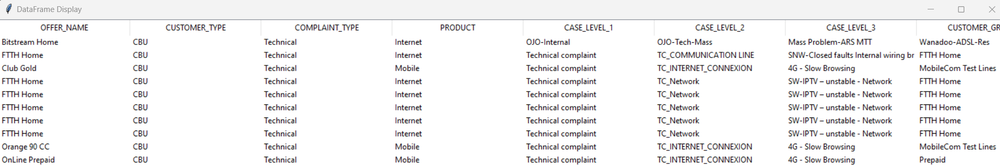 DataFrame Display
OFFER_NAME CUSTOMER_TYPE COMPLAINT_TYPE PRODUCT CASE_LEVEL_1 CASE_LEVEL_2 CASE_LEVEL_3 CUSTOMER_GR
Bitstream Home CBU Technical Internet OJO-Internal OJO-Tech-Mass Mass Problem-ARS MTT Wanadoo-ADSL-Res
FTTH Home CBU Technical Internet Technical complaint TC_COMMUNICATION LINE SNW-Closed faults Internal wiring br FTTH Home
Club Gold CBU Technical Mobile Technical complaint TC_INTERNET_CONNEXION 4G - Slow Browsing MobileCom Test Lines
FTTH Home CBU Technical Internet Technical complaint TC_Network SW-IPTV – unstable - Network FTTH Home
FTTH Home CBU Technical Internet Technical complaint TC_Network SW-IPTV – unstable - Network FTTH Home
FTTH Home CBU Technical Internet Technical complaint TC_Network SW-IPTV – unstable - Network FTTH Home
FTTH Home CBU Technical Internet Technical complaint TC_Network SW-IPTV – unstable - Network FTTH Home
FTTH Home CBU Technical Internet Technical complaint TC_Network SW-IPTV – unstable - Network FTTH Home
Orange 90 CC CBU Technical Mobile Technical complaint TC_INTERNET_CONNEXION 4G - Slow Browsing MobileCom Test Lines
OnLine Prepaid CBU Technical Mobile Technical complaint TC_INTERNET_CONNEXION 4G - Slow Browsing Prepaid